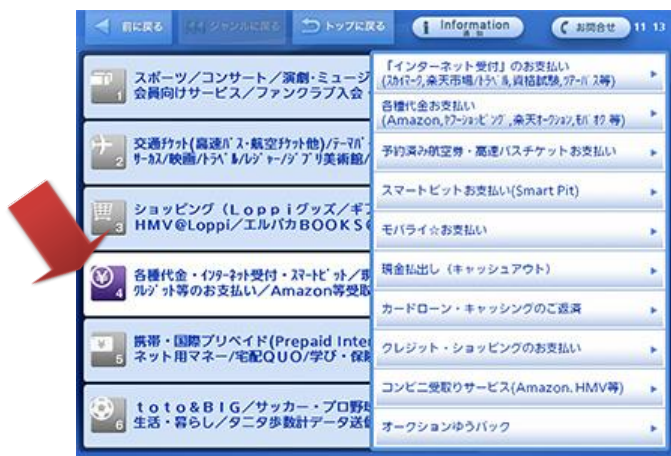 前に戻る ジャンルに戻る トップに戻る Information 通知 お問合せ 11 13
スポーツ/コンサート/演劇・ミュージ
会員向けサービス/ファンクラブ入会・
1
交通チケット(高速バス・航空チケット他)/テーマパー
サーカス/映画/トラベル/レジャー/ジブリ美術館/
2
ショッピング(Loppiグッズ/ギフ
HMV@Loppi/エルパカBOOKS@
3
各種代金・インターネット受付・スマートピット/
クレジット等のお支払い/Amazon等受取
4
携帯・国際プリペイド(Prepaid Inte
ネット用マネー/宅配QUO/学び・保険
5
toto&BIG/サッカー・プロ野球
生活・暮らし/タニタ歩数計データ送信
6
「インターネット受付」のお支払い
(スカイマーク,楽天市場/トラベル,資格試験,ツアーバス等)
各種代金お支払い
(Amazon,ヤフーショッピング,楽天オークション,モバオク 等)
予約済み航空券・高速バスチケットお支払い
スマートピットお支払い(Smart Pit)
モバライ☆お支払い
現金払出し (キャッシュアウト)
カードローン・キャッシングのご返済
クレジット・ショッピングのお支払い
コンビニ受取りサービス(Amazon.HMV等)
オークションゆうパック